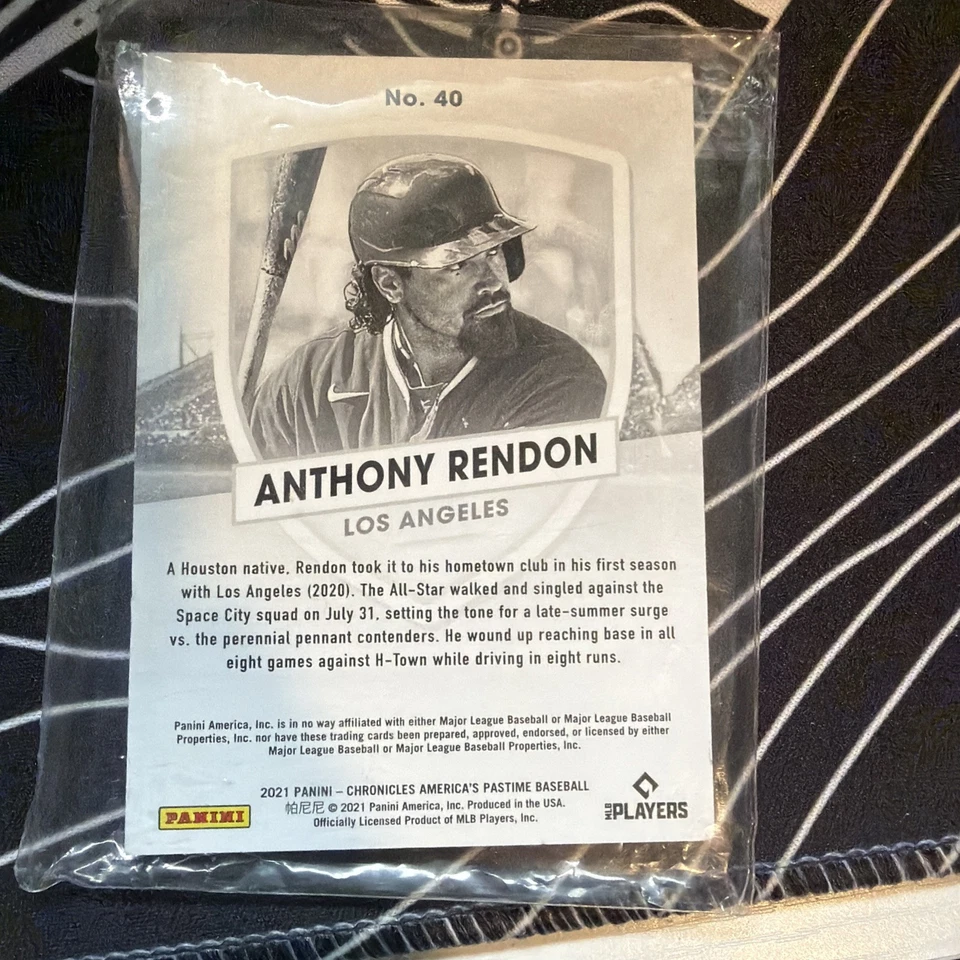 No. 40
ANTHONY RENDON
LOS ANGELES
A Houston native, Rendon took it to his hometown club in his first season
with Los Angeles (2020). The All-Star walked and singled against the
Space City squad on July 31, setting the tone for a late-summer surge
vs. the perennial pennant contenders. He wound up reaching base in all
eight games against H-Town while driving in eight runs.
Panini America, Inc. is in no way affiliated with either Major League Baseball or Major League Baseball
Properties, Inc. nor have these trading cards been prepared, approved, endorsed, or licensed by either
Major League Baseball or Major League Baseball Properties, Inc.
2021 PANINI – CHRONICLES AMERICA'S PASTIME BASEBALL
帕尼尼 © 2021 Panini America, Inc. Produced in the USA.
Officially Licensed Product of MLB Players, Inc.
PANINI
MLB PLAYERS